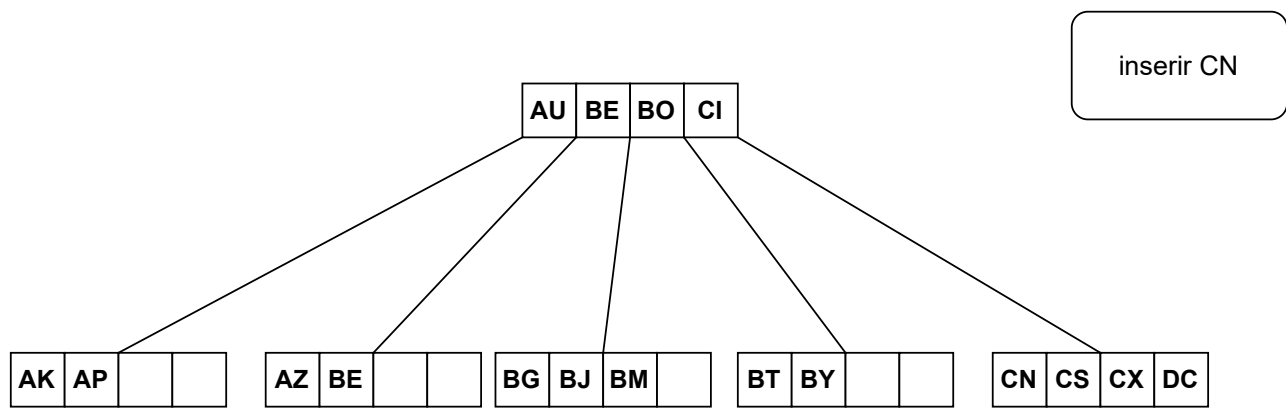 inserir CN
AU BE BO CI
AK AP AZ BE BG BJ BM BT BY CN CS CX DC